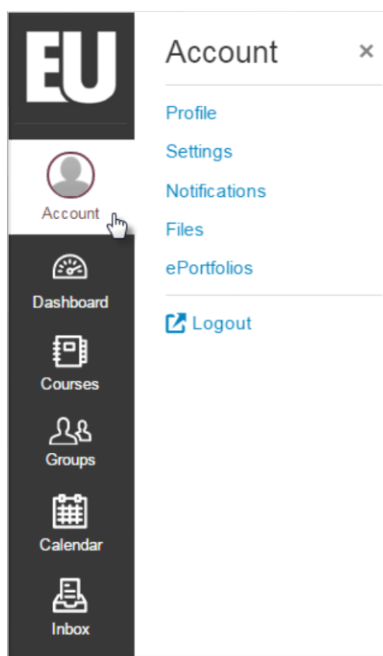 EU
Account
Dashboard
Courses
Groups
Calendar
Inbox
Account ×
Profile
Settings
Notifications
Files
ePortfolios
Logout